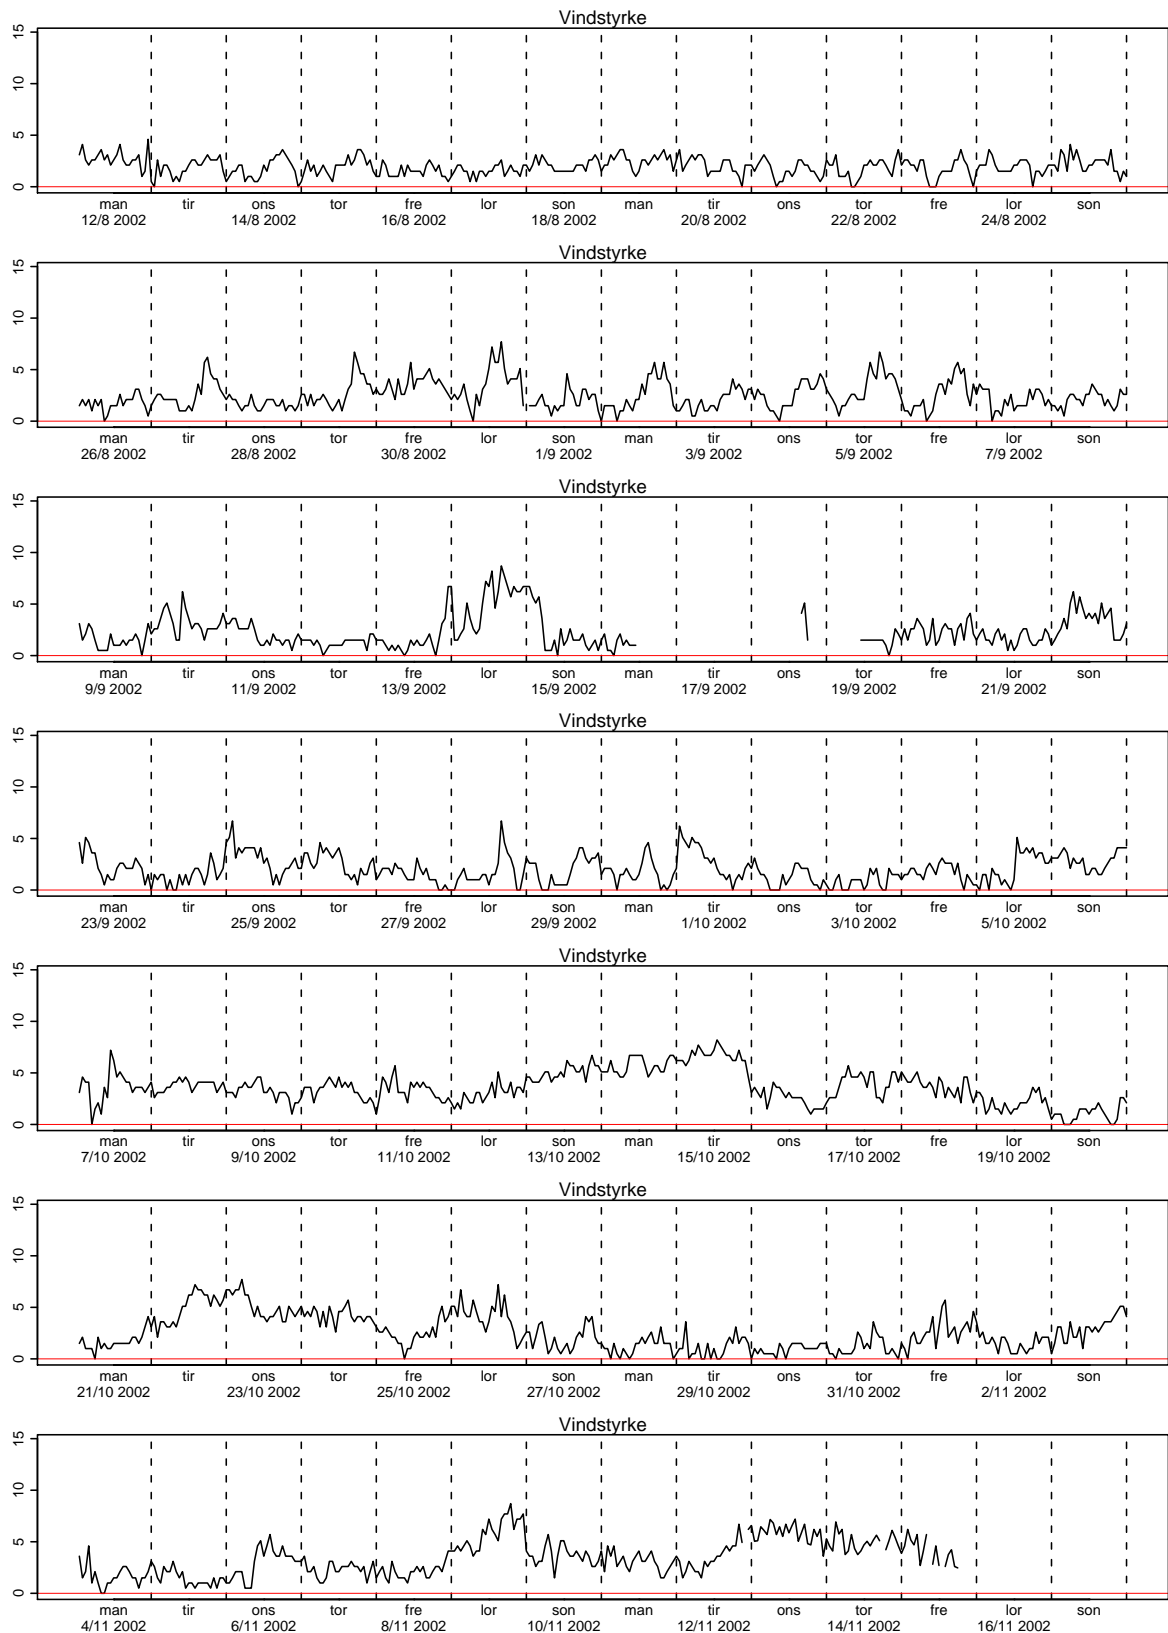 Vindstyrke
15
10
5
0
man tir ons tor fre lor son man tir ons tor fre lor son
12/8 2002 14/8 2002 16/8 2002 18/8 2002 20/8 2002 22/8 2002 24/8 2002
Vindstyrke
15
10
5
0
man tir ons tor fre lor son man tir ons tor fre lor son
26/8 2002 28/8 2002 30/8 2002 1/9 2002 3/9 2002 5/9 2002 7/9 2002
Vindstyrke
15
10
5
0
man tir ons tor fre lor son man tir ons tor fre lor son
9/9 2002 11/9 2002 13/9 2002 15/9 2002 17/9 2002 19/9 2002 21/9 2002
Vindstyrke
15
10
5
0
man tir ons tor fre lor son man tir ons tor fre lor son
23/9 2002 25/9 2002 27/9 2002 29/9 2002 1/10 2002 3/10 2002 5/10 2002
Vindstyrke
15
10
5
0
man tir ons tor fre lor son man tir ons tor fre lor son
7/10 2002 9/10 2002 11/10 2002 13/10 2002 15/10 2002 17/10 2002 19/10 2002
Vindstyrke
15
10
5
0
man tir ons tor fre lor son man tir ons tor fre lor son
21/10 2002 23/10 2002 25/10 2002 27/10 2002 29/10 2002 31/10 2002 2/11 2002
Vindstyrke
15
10
5
0
man tir ons tor fre lor son man tir ons tor fre lor son
4/11 2002 6/11 2002 8/11 2002 10/11 2002 12/11 2002 14/11 2002 16/11 2002